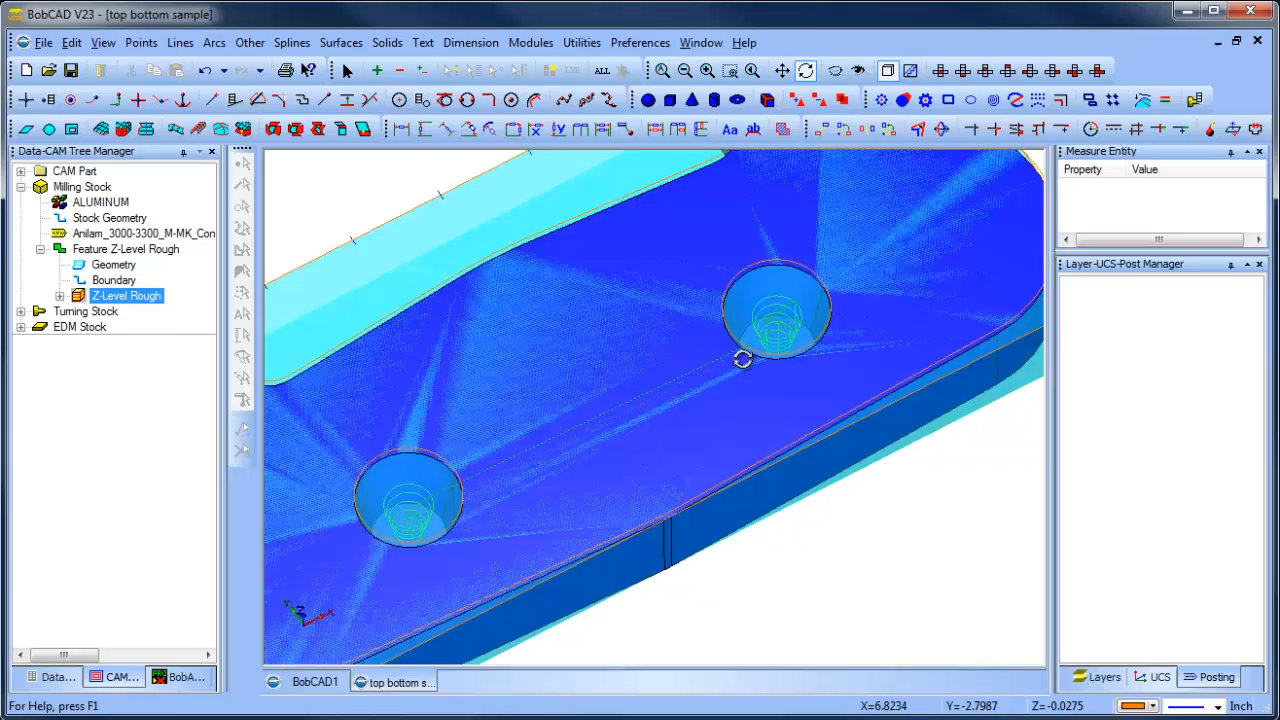 BobCAD V23 - [top bottom sample]
File Edit View Points Lines Arcs Other Splines Surfaces Solids Text Dimension Modules Utilities Preferences Window Help
ALL
Aa
Data-CAM Tree Manager
CAM Part
Milling Stock
ALUMINUM
Stock Geometry
Anilam_3000-3300_M-MK_Con
Feature Z-Level Rough
Geometry
Boundary
Z-Level Rough
Turning Stock
EDM Stock
Data...
CAM...
BobA...
X
BobCAD1
top bottom s...
Measure Entity
Property Value
Layer-UCS-Post Manager
Layers
UCS
Posting
For Help, press F1
X=6.8234 Y=-2.7987 Z=-0.0275
Inch